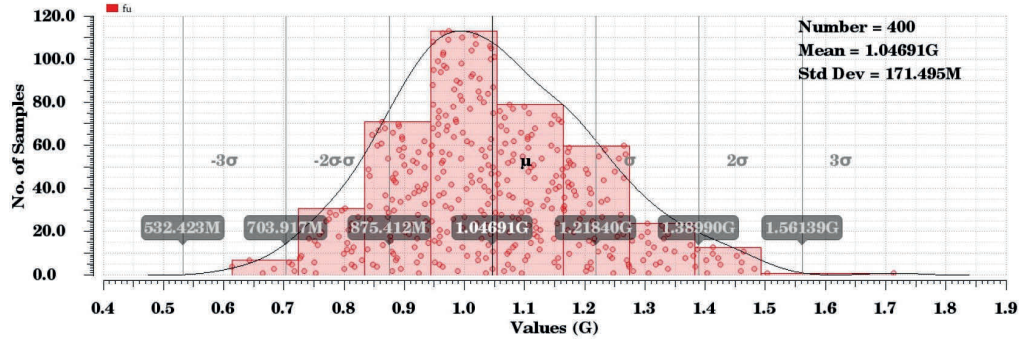 fu
120.0
100.0
80.0
60.0
40.0
20.0
0.0
No. of Samples
Number = 400
Mean = 1.04691G
Std Dev = 171.495M
-3σ -2σ -σ μ σ 2σ 3σ
532.423M 703.917M 875.412M 1.04691G 1.21840G 1.38990G 1.56139G
0.4 0.5 0.6 0.7 0.8 0.9 1.0 1.1 1.2 1.3 1.4 1.5 1.6 1.7 1.8 1.9
Values (G)